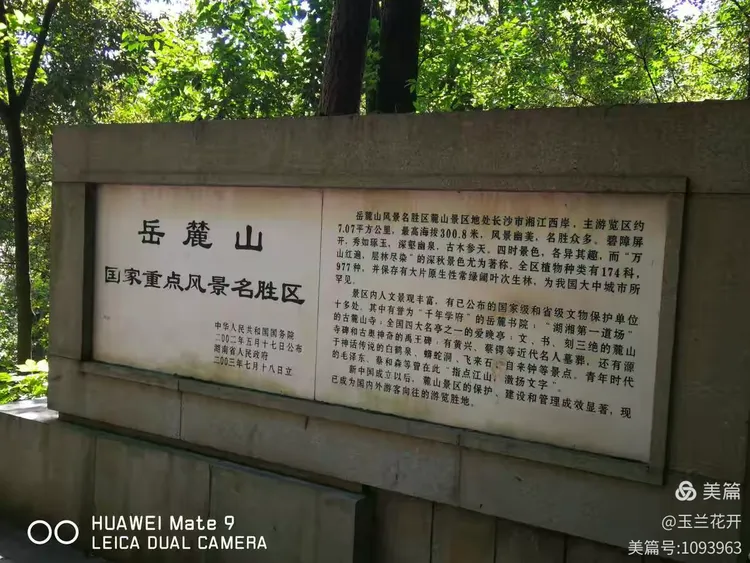 岳麓山
国家重点风景名胜区
中华人民共和国国务院
二00二年五月十七日公布
湖南省人民政府
二00三年七月十八日立
岳麓山风景名胜区麓山景区地处长沙市湘江西岸,主游览区约
7.07平方公里,最高海拔300.8米,风景幽美,名胜众多。碧嶂屏
开,秀如琢玉,深壑幽泉,古木参天,四时景色,各异其趣,而"万
山红遍,层林尽染"的深秋景色尤为著称。全区植物种类有174科,
977种,并保存有大片原生性常绿阔叶次生林,为我国大中城市所
罕见。
景区内人文景观丰富,有已公布的国家级和省级文物保护单位
十多处。其中有誉为"千年学府"的岳麓书院;"湖湘第一道场"
的古麓山寺;全国四大名亭之一的爱晚亭;文、书、刻三绝的麓山
寺碑和古奥神奇的禹王碑;有黄兴、蔡锷等近代名人墓葬,还有源
于神话传说的白鹤泉、蟒蛇洞、飞来石、自来钟等景点。青年时代
的毛泽东、蔡和森等曾在此"指点江山,激扬文字"。
新中国成立以后,麓山景区的保护、建设和管理成效显著,现
已成为国内外游客向往的游览胜地。
HUAWEI Mate 9
LEICA DUAL CAMERA
美篇
@玉兰花开
美篇号:1093963